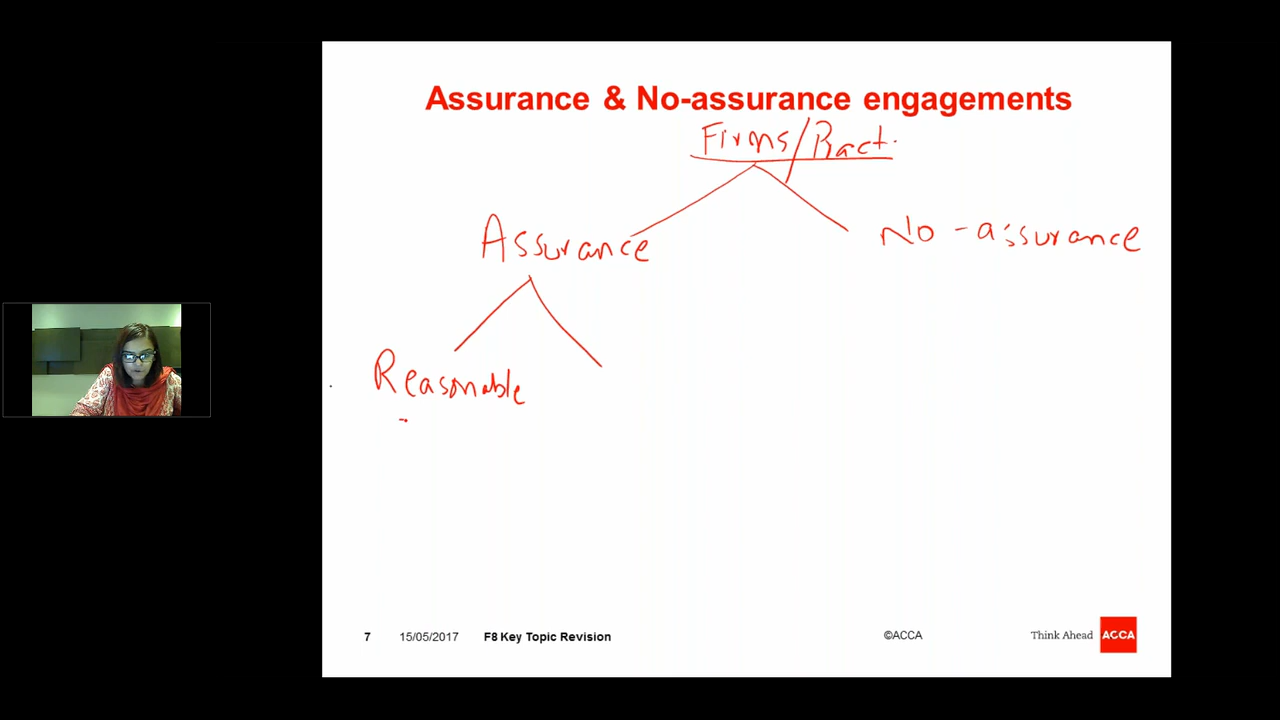 Assurance & No-assurance engagements
Firms/Pract.
Assurance
No-assurance
Reasonable
7 15/05/2017 F8 Key Topic Revision ©ACCA Think Ahead ACCA